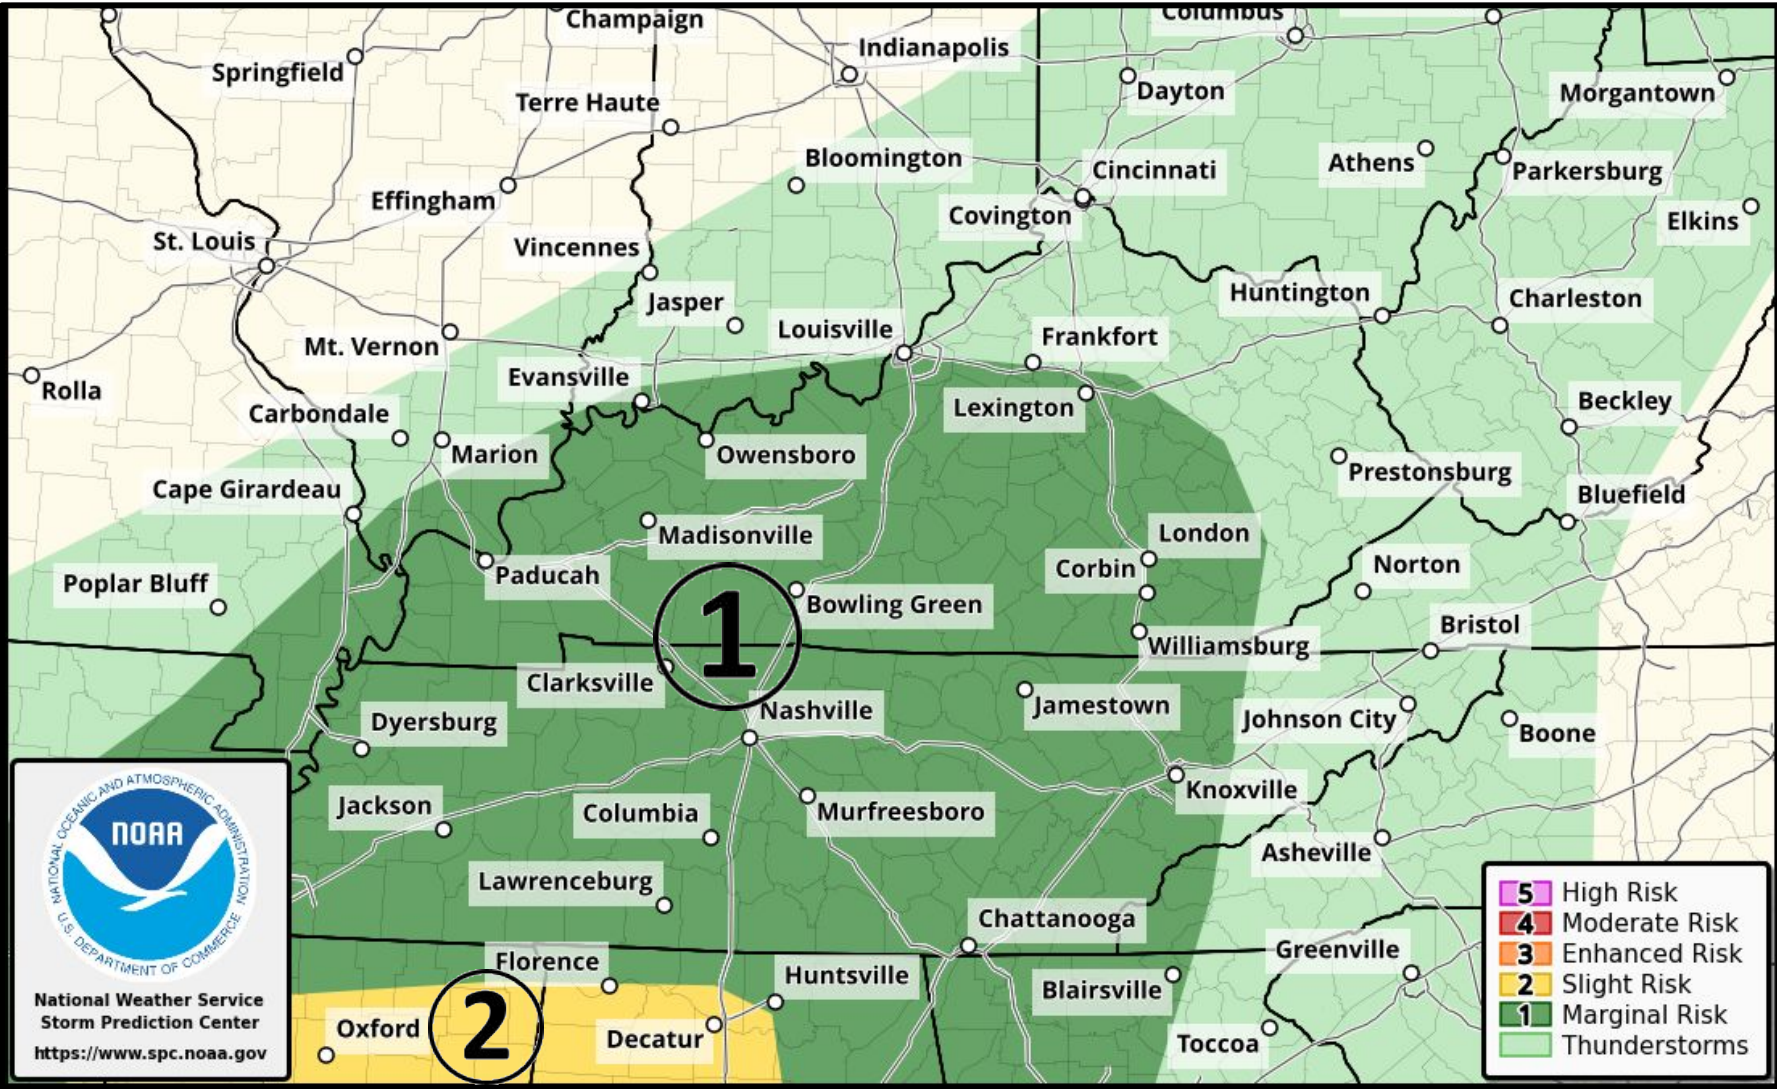 Champaign
Columbus
Springfield
Indianapolis
Terre Haute
Dayton
Morgantown
Bloomington
Cincinnati
Athens
Parkersburg
Effingham
Covington
Elkins
St. Louis
Vincennes
Jasper
Huntington
Charleston
Mt. Vernon
Louisville
Frankfort
Rolla
Evansville
Carbondale
Lexington
Beckley
Marion
Owensboro
Prestonsburg
Cape Girardeau
Bluefield
Madisonville
London
Poplar Bluff
Paducah
Corbin
Norton
1
Bowling Green
Bristol
Williamsburg
Clarksville
Nashville
Jamestown
Dyersburg
Johnson City
Boone
Knoxville
Jackson
Columbia
Murfreesboro
Asheville
Lawrenceburg
Chattanooga
Greenville
Florence
Huntsville
Blairsville
Oxford
2
Decatur
Toccoa
NATIONAL OCEANIC AND ATMOSPHERIC ADMINISTRATION
NOAA
U.S. DEPARTMENT OF COMMERCE
National Weather Service
Storm Prediction Center
https://www.spc.noaa.gov
5 High Risk
4 Moderate Risk
3 Enhanced Risk
2 Slight Risk
1 Marginal Risk
Thunderstorms